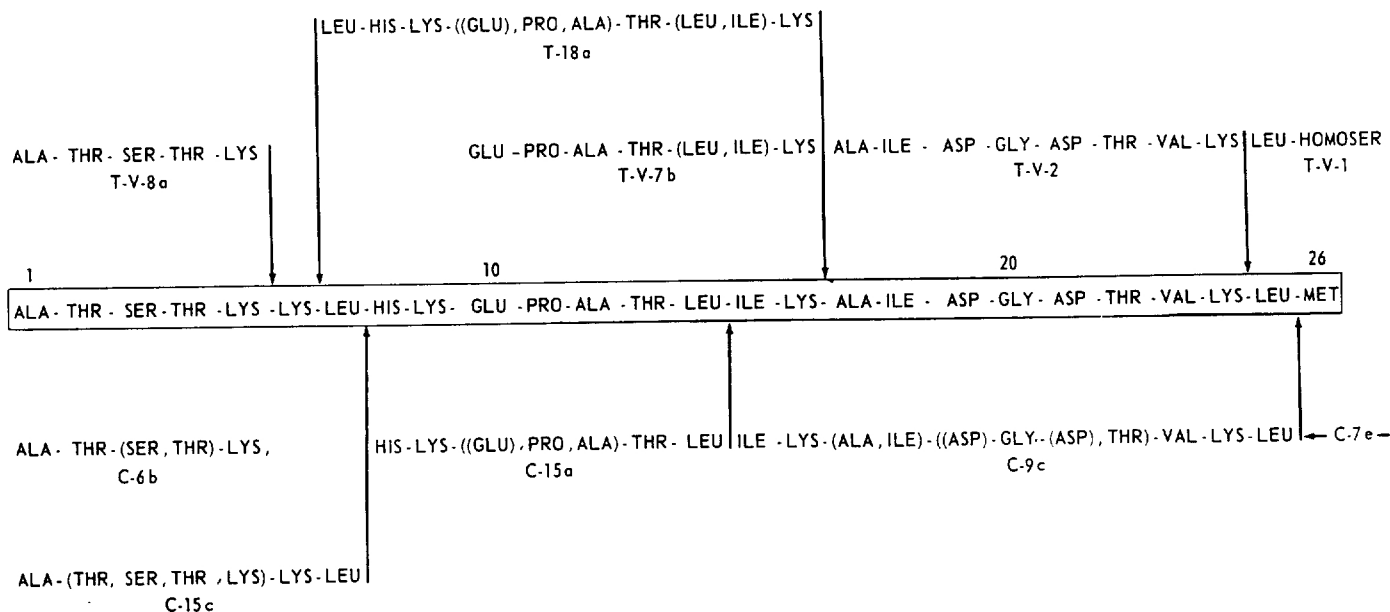 LEU-HIS-LYS-((GLU),PRO,ALA)-THR-(LEU,ILE)-LYS
T-18a
ALA-THR-SER-THR-LYS
T-V-8a
GLU-PRO-ALA-THR-(LEU,ILE)-LYS
T-V-7b
ALA-ILE-ASP-GLY-ASP-THR-VAL-LYS
T-V-2
LEU-HOMOSER
T-V-1
1 10 20 26
ALA-THR-SER-THR-LYS-LYS-LEU-HIS-LYS-GLU-PRO-ALA-THR-LEU-ILE-LYS-ALA-ILE-ASP-GLY-ASP-THR-VAL-LYS-LEU-MET
ALA-THR-(SER,THR)-LYS,
C-6b
HIS-LYS-((GLU),PRO,ALA)-THR-LEU
C-15a
ILE-LYS-(ALA,ILE)-((ASP)-GLY-(ASP),THR)-VAL-LYS-LEU
C-9c
C-7e
ALA-(THR,SER,THR,LYS)-LYS-LEU
C-15c